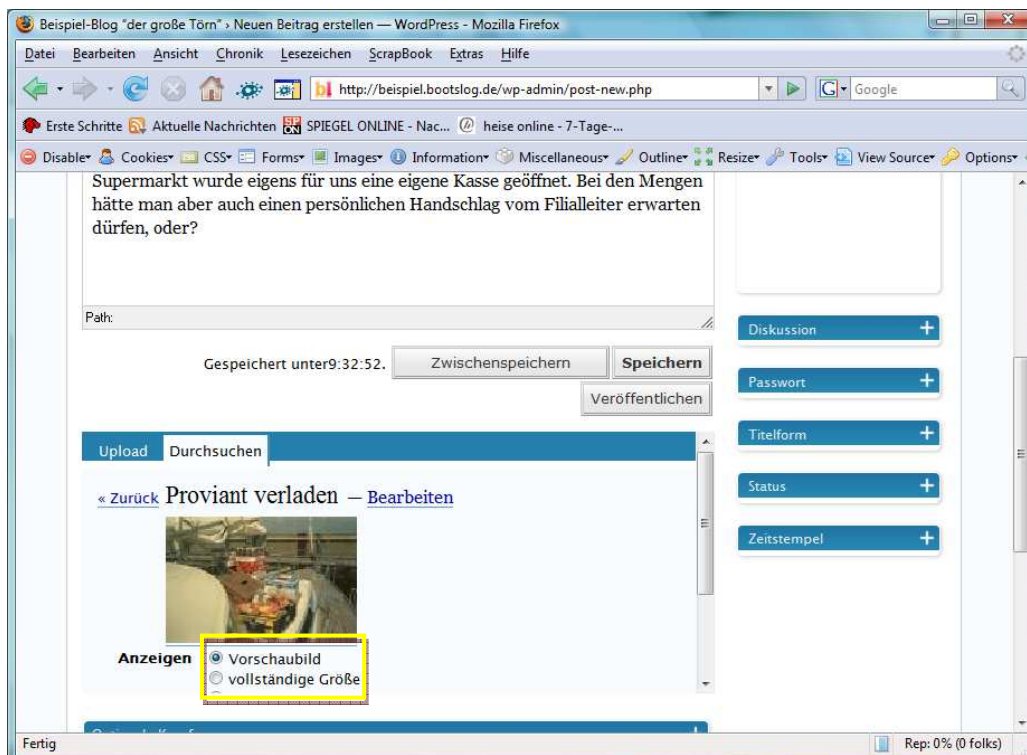 Beispiel-Blog "der große Törn" › Neuen Beitrag erstellen — WordPress - Mozilla Firefox
Datei Bearbeiten Ansicht Chronik Lesezeichen ScrapBook Extras Hilfe
http://beispiel.bootslog.de/wp-admin/post-new.php
G Google
Erste Schritte Aktuelle Nachrichten SPIEGEL ONLINE - Nac... heise online - 7-Tage-...
Disable Cookies CSS Forms Images Information Miscellaneous Outline Resize Tools View Source Options
Supermarkt wurde eigens für uns eine eigene Kasse geöffnet. Bei den Mengen
hätte man aber auch einen persönlichen Handschlag vom Filialleiter erwarten
dürfen, oder?
Path:
Gespeichert unter9:32:52. Zwischenspeichern Speichern
Veröffentlichen
Upload Durchsuchen
« Zurück Proviant verladen — Bearbeiten
Anzeigen Vorschaubild
vollständige Größe
Diskussion
Passwort
Titelform
Status
Zeitstempel
Fertig
Rep: 0% (0 folks)